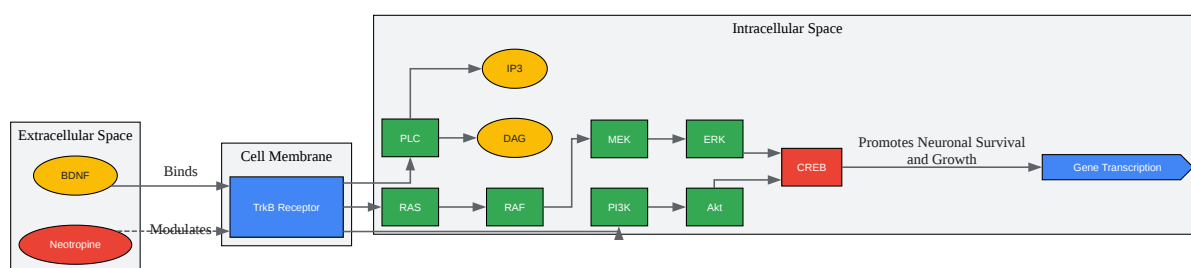 Intracellular Space
IP3
Extracellular Space
PLC
DAG
MEK
ERK
Promotes Neuronal Survival
and Growth
Cell Membrane
BDNF
Binds
CREB
Gene Transcription
TrkB Receptor
RAS
RAF
PI3K
Akt
Neotropine
Modulates